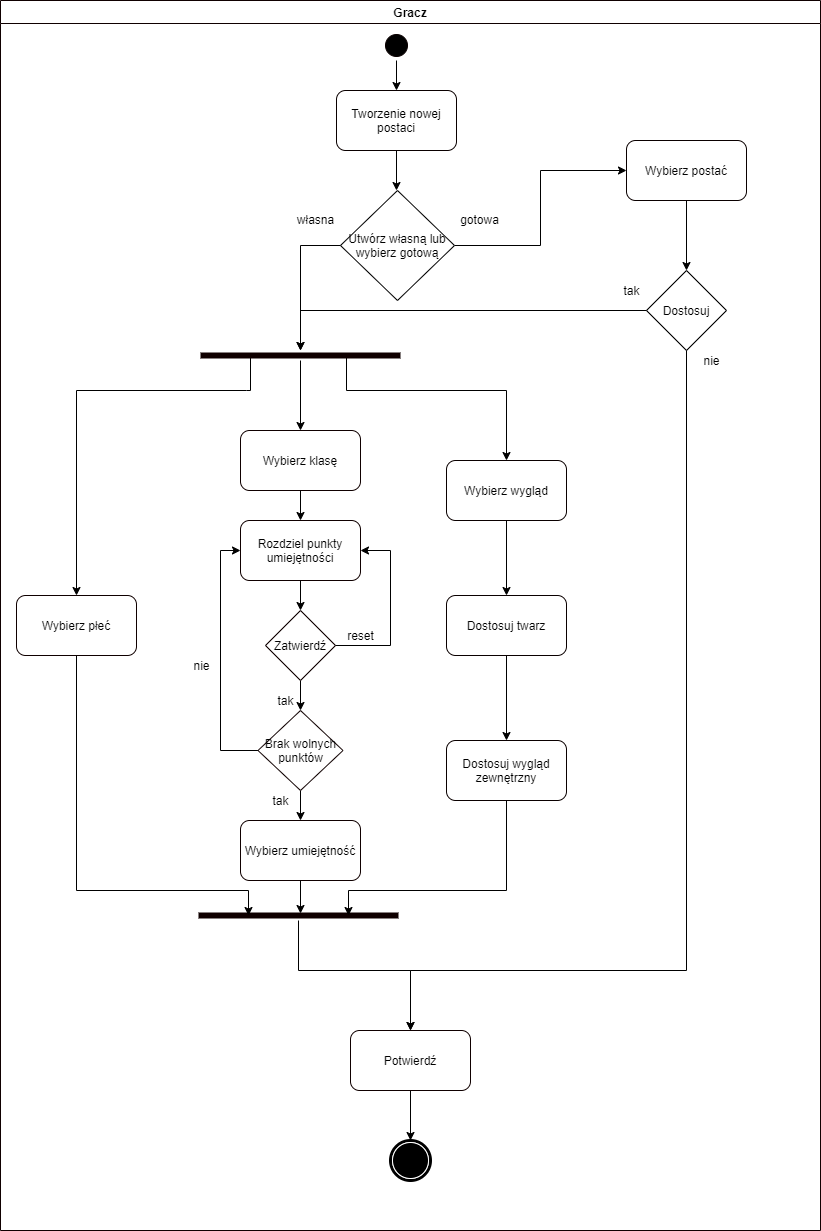 Gracz
Tworzenie nowej
postaci
Wybierz postać
własna
gotowa
Utwórz własną lub
wybierz gotową
tak
Dostosuj
nie
Wybierz klasę
Wybierz wygląd
Rozdziel punkty
umiejętności
Wybierz płeć
Dostosuj twarz
Zatwierdź
reset
nie
tak
Brak wolnych
punktów
Dostosuj wygląd
zewnętrzny
tak
Wybierz umiejętność
Potwierdź